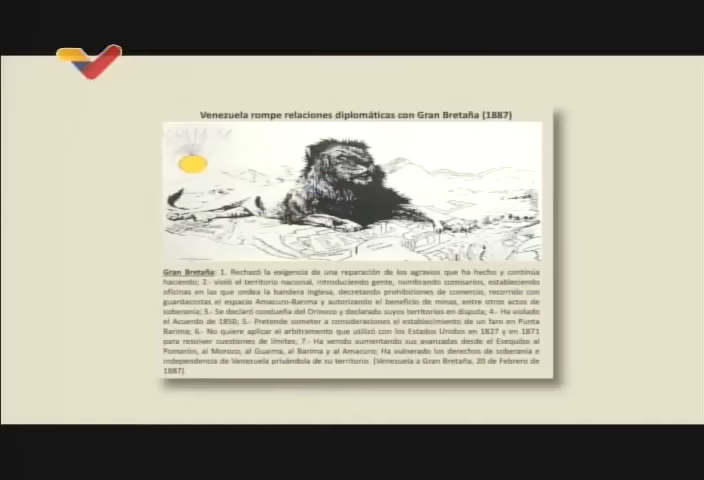 Venezuela rompe relaciones diplomáticas con Gran Bretaña (1887)
Gran Bretaña: 1. Rechazó la exigencia de una reparación de los agravios que ha hecho y continúa
haciendo; 2.- violó el territorio nacional, introduciendo gente, nombrando comisarios, estableciendo
oficinas en las que ondea la bandera inglesa, decretando prohibiciones de comercio, recorrido con
guardacostas el espacio Amacuro-Barima y autorizando el beneficio de minas, entre otros actos de
soberanía; 3.- Se declaró condueña del Orinoco y declarado suyos territorios en disputa; 4.- Ha violado
el Acuerdo de 1850; 5.- Pretende someter a consideraciones el establecimiento de un faro en Punta
Barima; 6.- No quiere aplicar el arbitramento que utilizó con los Estados Unidos en 1827 y en 1871
para resolver cuestiones de límites; 7.- Ha venido aumentando sus avanzadas desde el Esequibo al
Pomarón, al Moroco, al Guaima, al Barima y al Amacuro; Ha vulnerado los derechos de soberanía e
independencia de Venezuela privándola de su territorio. (Venezuela a Gran Bretaña, 20 de Febrero de
1887).